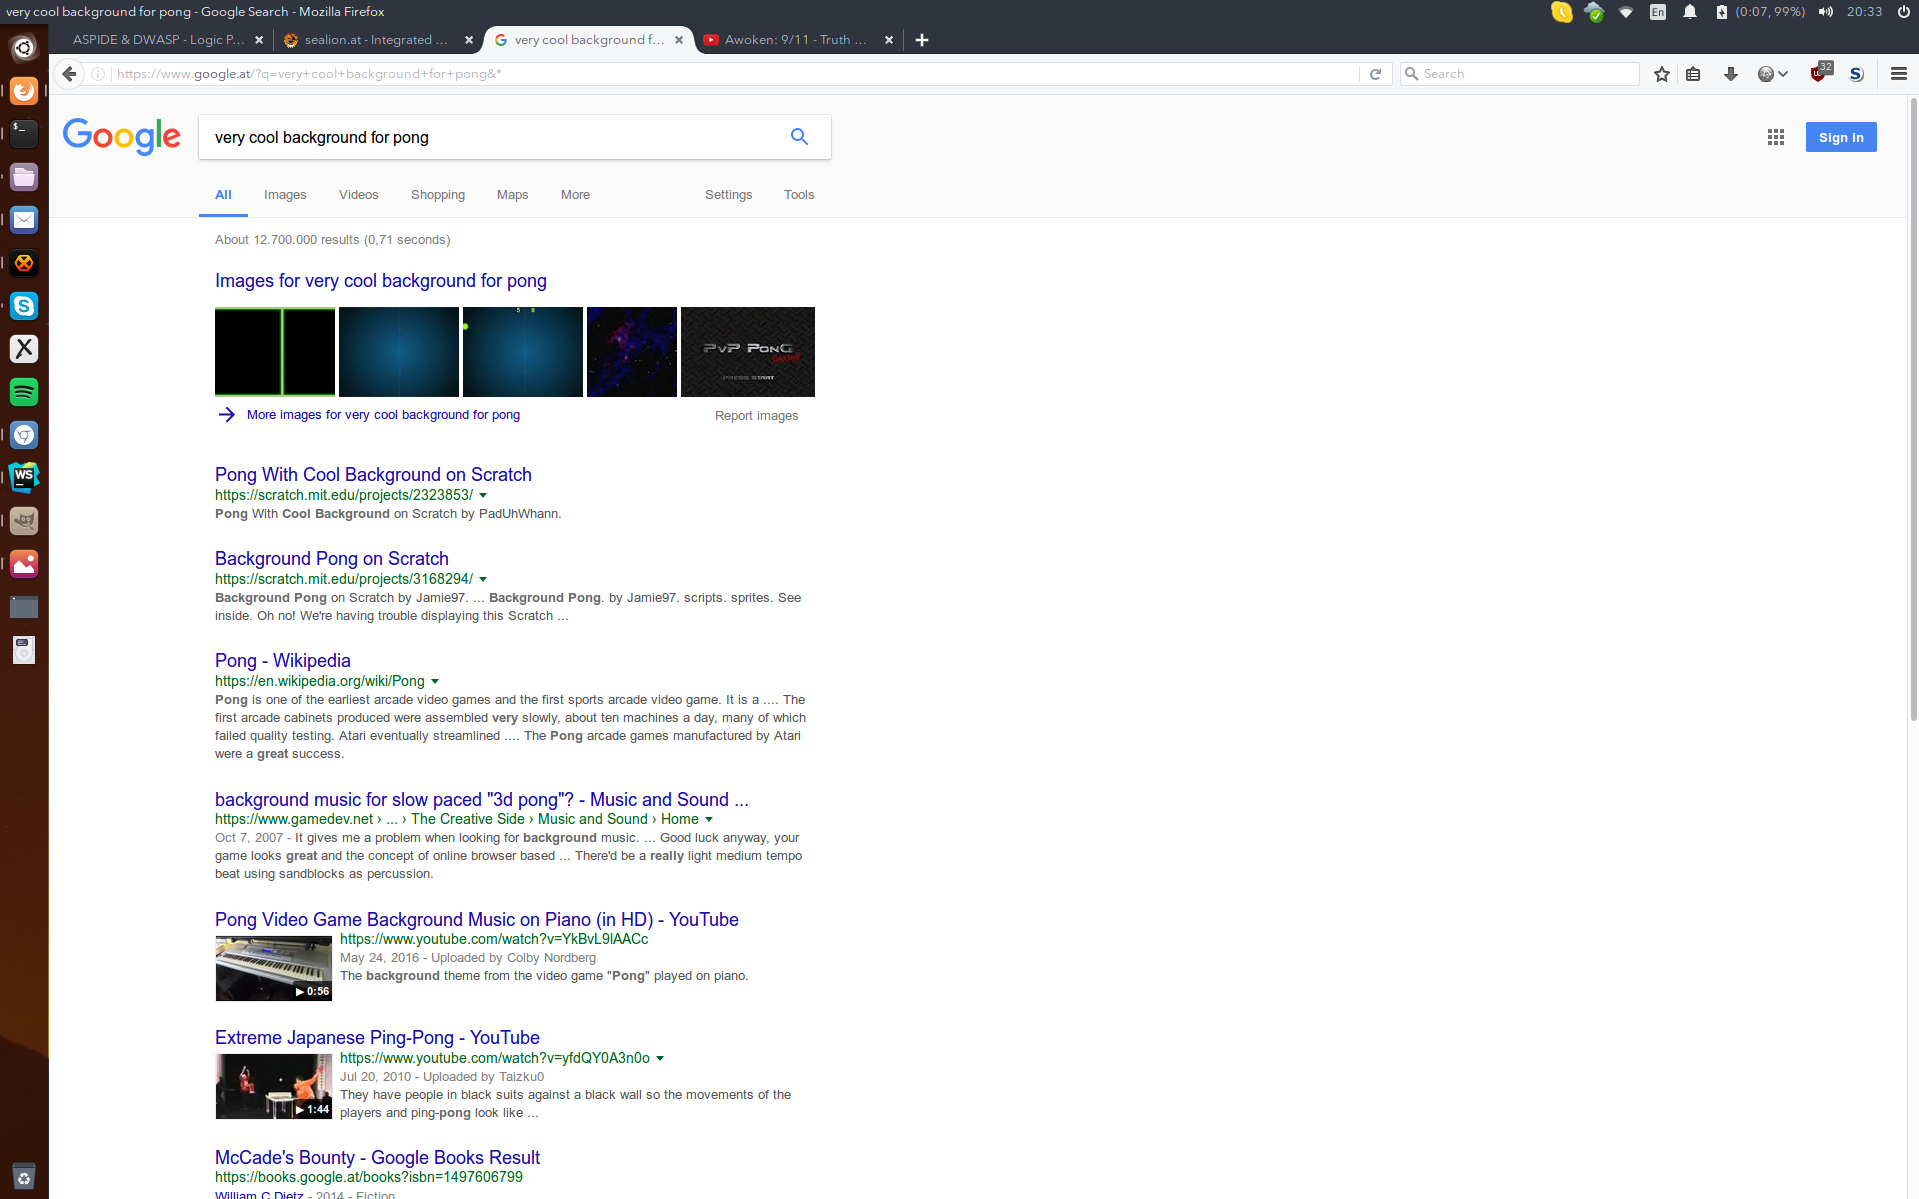 very cool background for pong - Google Search - Mozilla Firefox
En
(0:07, 99%)
20:33
ASPIDE & DWASP - Logic P...
sealion.at - Integrated ...
very cool background f...
Awoken: 9/11 - Truth ...
https://www.google.at/?q=very+cool+background+for+pong&*
Search
32
Google
very cool background for pong
Sign in
All
Images
Videos
Shopping
Maps
More
Settings
Tools
About 12.700.000 results (0,71 seconds)
Images for very cool background for pong
PVP PONG
PRESS START
More images for very cool background for pong
Report images
Pong With Cool Background on Scratch
https://scratch.mit.edu/projects/2323853/
Pong With Cool Background on Scratch by PadUhWhann.
Background Pong on Scratch
https://scratch.mit.edu/projects/3168294/
Background Pong on Scratch by Jamie97. ... Background Pong. by Jamie97. scripts. sprites. See
inside. Oh no! We're having trouble displaying this Scratch ...
Pong - Wikipedia
https://en.wikipedia.org/wiki/Pong
Pong is one of the earliest arcade video games and the first sports arcade video game. It is a .... The
first arcade cabinets produced were assembled very slowly, about ten machines a day, many of which
failed quality testing. Atari eventually streamlined .... The Pong arcade games manufactured by Atari
were a great success.
background music for slow paced "3d pong"? - Music and Sound ...
https://www.gamedev.net › ... › The Creative Side › Music and Sound › Home
Oct 7, 2007 - It gives me a problem when looking for background music. ... Good luck anyway, your
game looks great and the concept of online browser based ... There'd be a really light medium tempo
beat using sandblocks as percussion.
Pong Video Game Background Music on Piano (in HD) - YouTube
https://www.youtube.com/watch?v=YkBvL9lAACc
May 24, 2016 - Uploaded by Colby Nordberg
The background theme from the video game "Pong" played on piano.
0:56
Extreme Japanese Ping-Pong - YouTube
https://www.youtube.com/watch?v=yfdQY0A3n0o
Jul 20, 2010 - Uploaded by Taizku0
They have people in black suits against a black wall so the movements of the
players and ping-pong look like ...
1:44
McCade's Bounty - Google Books Result
https://books.google.at/books?isbn=1497606799
William C Dietz - 2014 - Fiction
WS